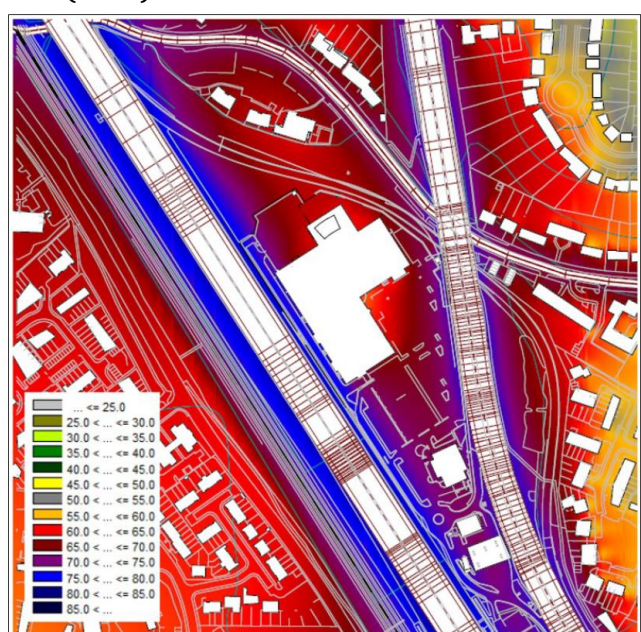 ... <= 25.0
25.0 < ... <= 30.0
30.0 < ... <= 35.0
35.0 < ... <= 40.0
40.0 < ... <= 45.0
45.0 < ... <= 50.0
50.0 < ... <= 55.0
55.0 < ... <= 60.0
60.0 < ... <= 65.0
65.0 < ... <= 70.0
70.0 < ... <= 75.0
75.0 < ... <= 80.0
80.0 < ... <= 85.0
85.0 < ...